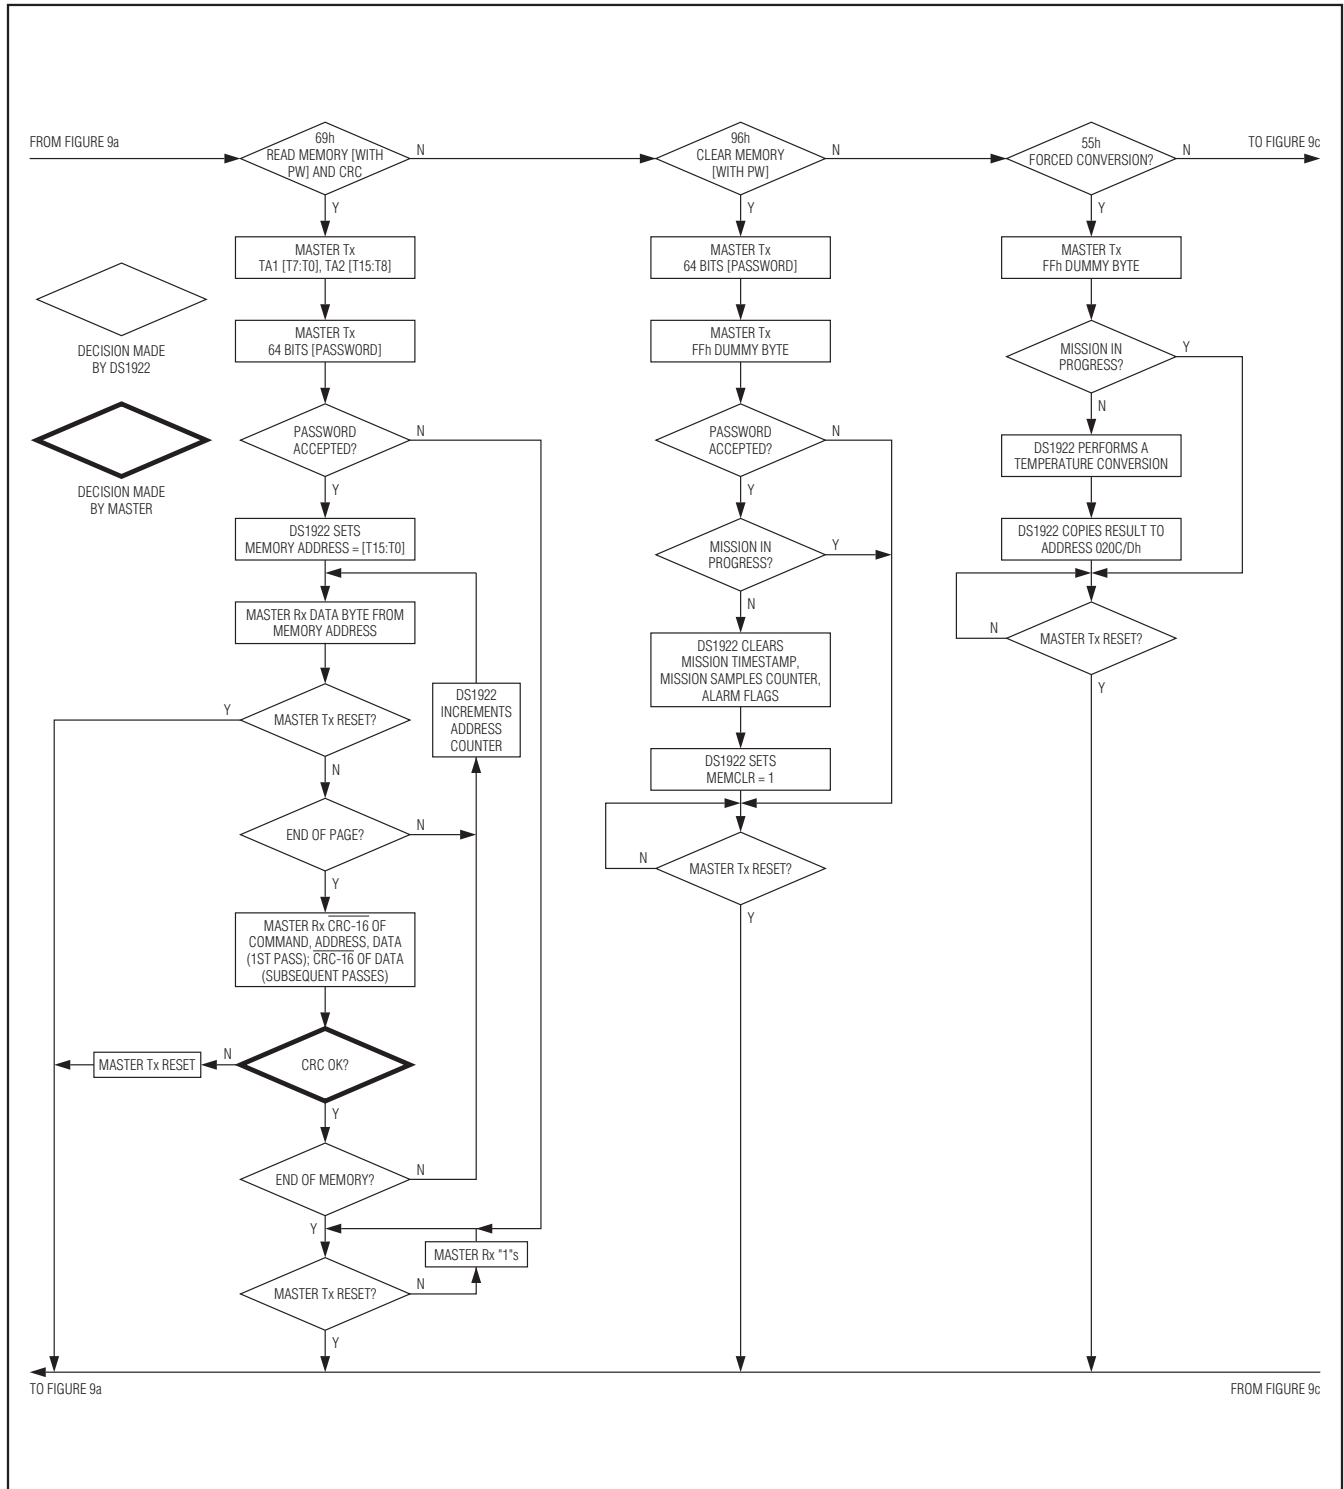 FROM FIGURE 9a
69h
READ MEMORY [WITH
PW] AND CRC
N
Y
MASTER Tx
TA1 [T7:T0], TA2 [T15:T8]
MASTER Tx
64 BITS [PASSWORD]
PASSWORD
ACCEPTED?
N
Y
DS1922 SETS
MEMORY ADDRESS = [T15:T0]
MASTER Rx DATA BYTE FROM
MEMORY ADDRESS
MASTER Tx RESET?
Y
N
DS1922
INCREMENTS
ADDRESS
COUNTER
END OF PAGE?
N
Y
MASTER Rx CRC-16 OF
COMMAND, ADDRESS, DATA
(1ST PASS); CRC-16 OF DATA
(SUBSEQUENT PASSES)
CRC OK?
N
MASTER Tx RESET
Y
END OF MEMORY?
N
Y
MASTER Rx "1"s
MASTER Tx RESET?
N
Y
DECISION MADE
BY DS1922
DECISION MADE
BY MASTER
96h
CLEAR MEMORY
[WITH PW]
N
Y
MASTER Tx
64 BITS [PASSWORD]
MASTER Tx
FFh DUMMY BYTE
PASSWORD
ACCEPTED?
N
Y
MISSION IN
PROGRESS?
Y
N
DS1922 CLEARS
MISSION TIMESTAMP,
MISSION SAMPLES COUNTER,
ALARM FLAGS
DS1922 SETS
MEMCLR = 1
MASTER Tx RESET?
N
Y
55h
FORCED CONVERSION?
N
TO FIGURE 9c
Y
MASTER Tx
FFh DUMMY BYTE
MISSION IN
PROGRESS?
Y
N
DS1922 PERFORMS A
TEMPERATURE CONVERSION
DS1922 COPIES RESULT TO
ADDRESS 020C/Dh
MASTER Tx RESET?
N
Y
TO FIGURE 9a
FROM FIGURE 9c